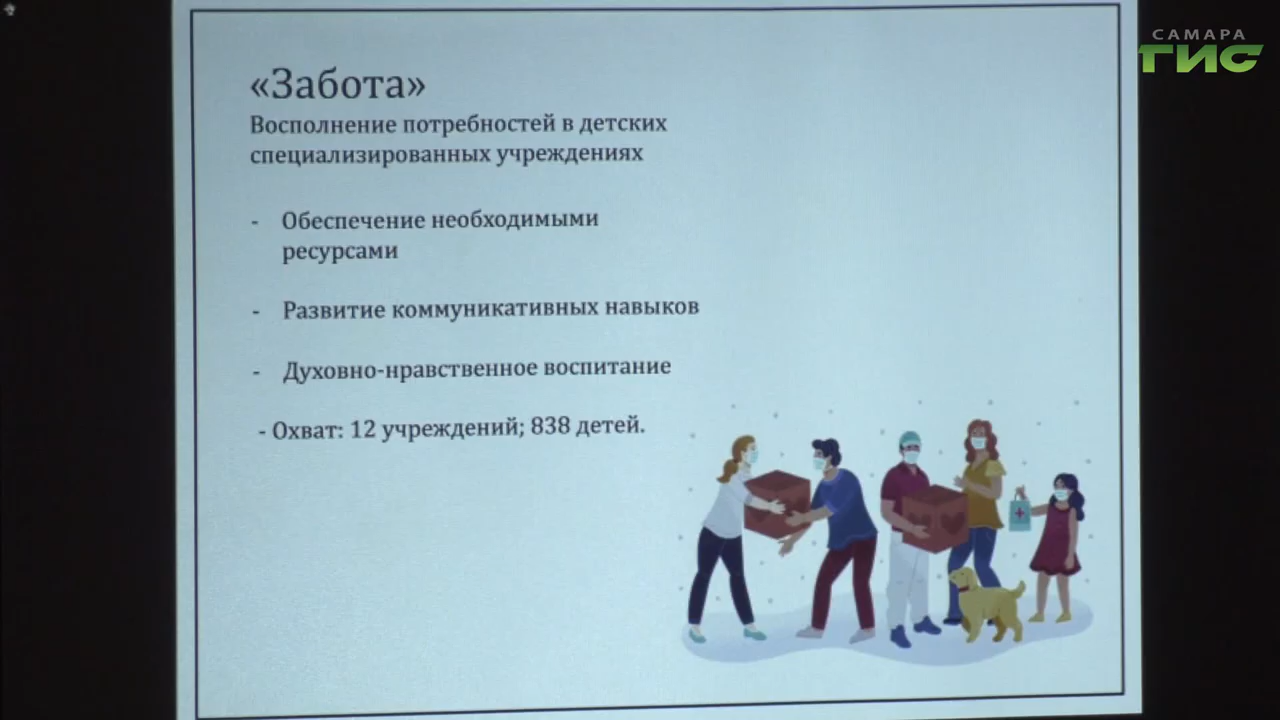 САМАРА
ГИС
«Забота»
Восполнение потребностей в детских
специализированных учреждениях
- Обеспечение необходимыми
ресурсами
- Развитие коммуникативных навыков
- Духовно-нравственное воспитание
- Охват: 12 учреждений; 838 детей.